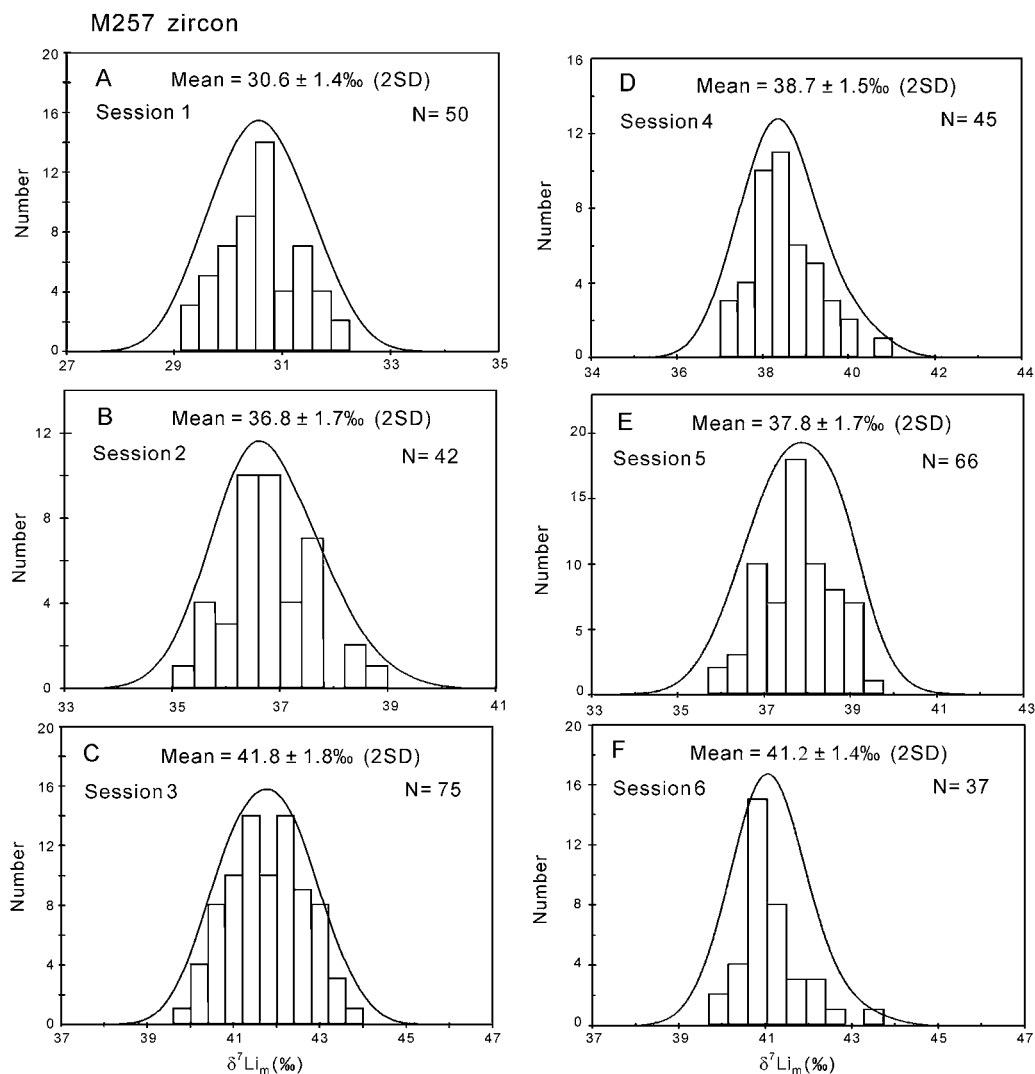 M257 zircon
A
Mean = 30.6 ± 1.4‰ (2SD)
Session 1
N= 50
Number
20
16
12
8
4
0
27 29 31 33 35
B
Mean = 36.8 ± 1.7‰ (2SD)
Session 2
N= 42
Number
12
8
4
0
33 35 37 39 41
C
Mean = 41.8 ± 1.8‰ (2SD)
Session 3
N= 75
Number
20
16
12
8
4
0
37 39 41 43 45 47
δ⁷Liₘ(‰)
D
Mean = 38.7 ± 1.5‰ (2SD)
Session 4
N= 45
Number
16
12
8
4
0
34 36 38 40 42 44
E
Mean = 37.8 ± 1.7‰ (2SD)
Session 5
N= 66
Number
20
15
10
5
0
33 35 37 39 41 43
F
Mean = 41.2 ± 1.4‰ (2SD)
Session 6
N= 37
Number
20
16
12
8
4
0
37 39 41 43 45 47
δ⁷Liₘ(‰)